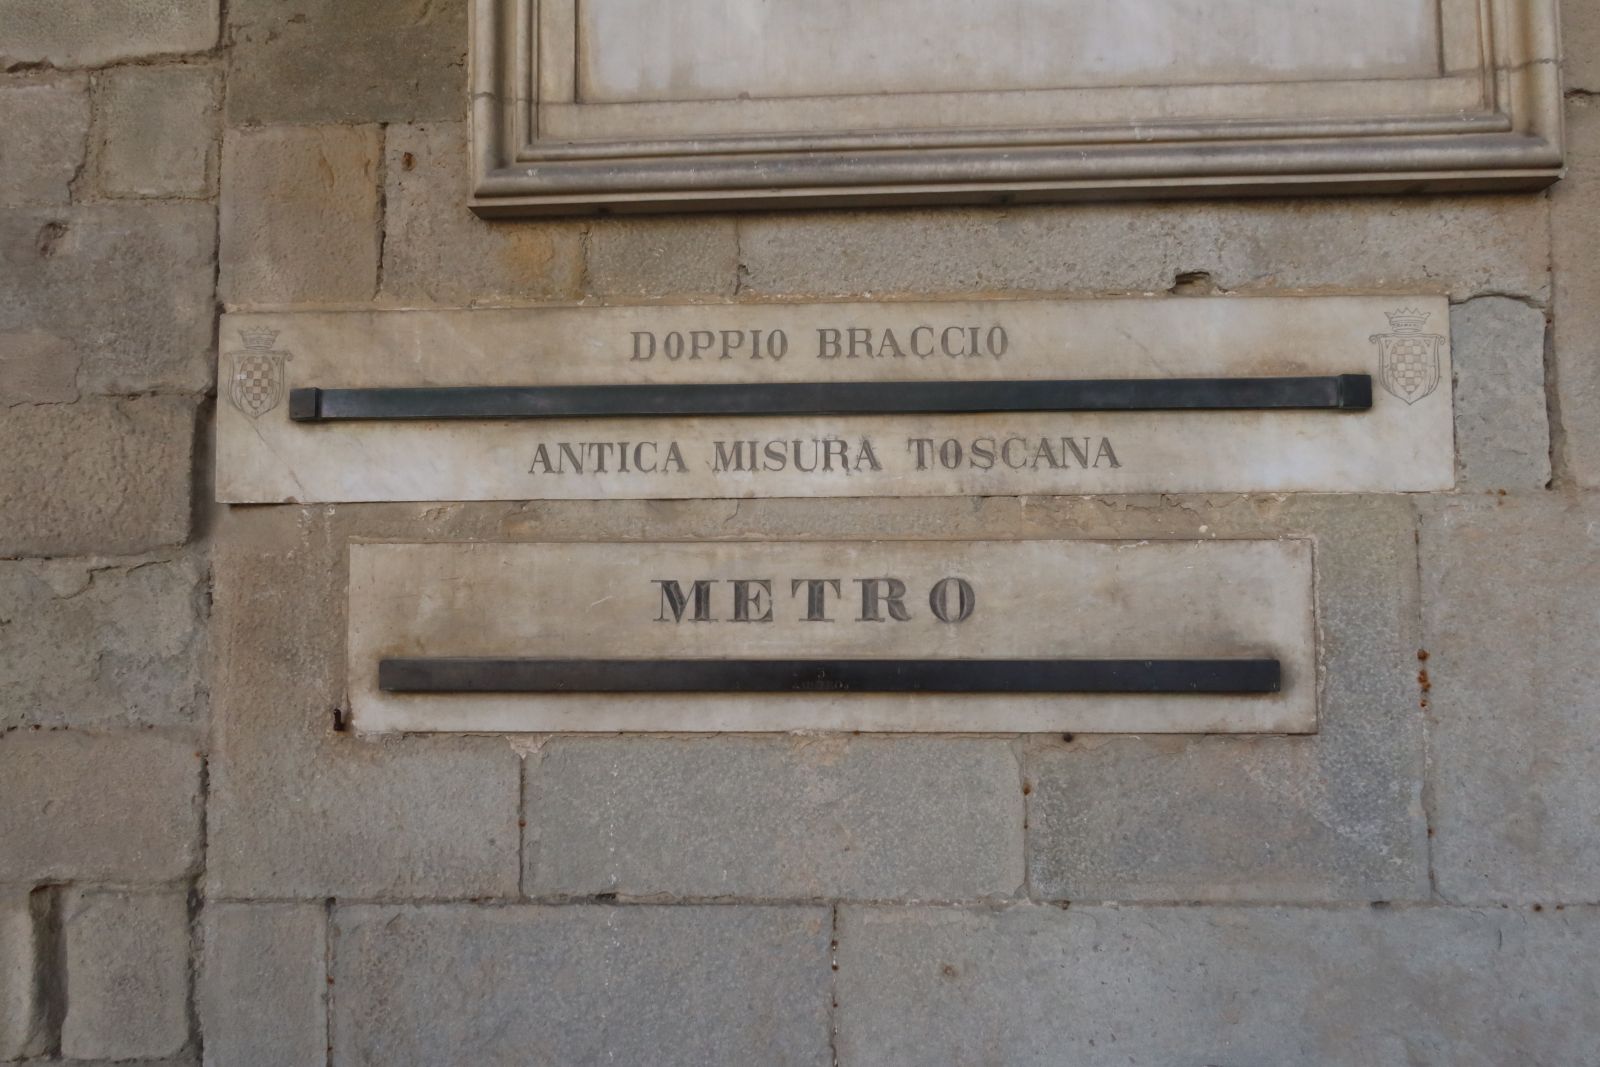 DOPPIO BRACCIO
ANTICA MISURA TOSCANA
METRO